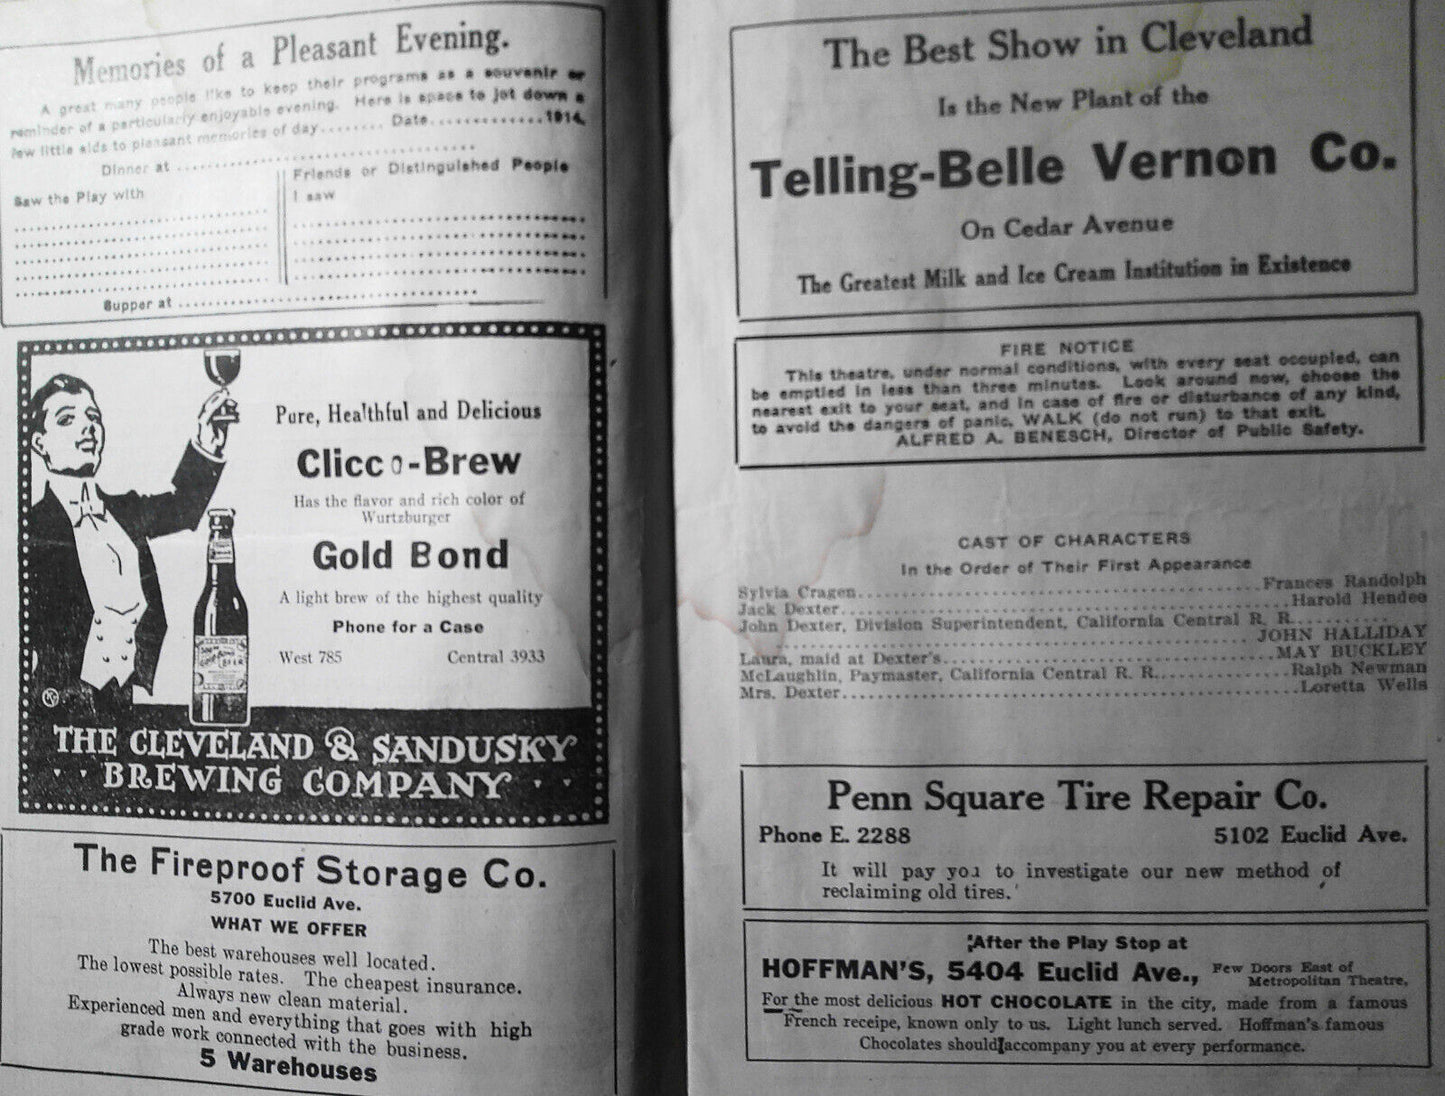 Memories of a Pleasant Evening.
A great many people like to keep their programs as a souvenir or
reminder of a particularly enjoyable evening. Here is space to jot down a
few little aids to pleasant memories of day........ Date.............1914.
Dinner at ..............................
Saw the Play with
Friends or Distinguished People
I saw
Supper at ..............................
Pure, Healthful and Delicious
Clicco-Brew
Has the flavor and rich color of
Wurtzburger
Gold Bond
A light brew of the highest quality
Phone for a Case
West 785 Central 3933
GOLD BOND
BEER
THE CLEVELAND & SANDUSKY
BREWING COMPANY
The Fireproof Storage Co.
5700 Euclid Ave.
WHAT WE OFFER
The best warehouses well located.
The lowest possible rates. The cheapest insurance.
Always new clean material.
Experienced men and everything that goes with high
grade work connected with the business.
5 Warehouses
The Best Show in Cleveland
Is the New Plant of the
Telling-Belle Vernon Co.
On Cedar Avenue
The Greatest Milk and Ice Cream Institution in Existence
FIRE NOTICE
This theatre, under normal conditions, with every seat occupied, can
be emptied in less than three minutes. Look around now, choose the
nearest exit to your seat, and in case of fire or disturbance of any kind,
to avoid the dangers of panic, WALK (do not run) to that exit.
ALFRED A. BENESCH, Director of Public Safety.
CAST OF CHARACTERS
In the Order of Their First Appearance
Sylvia Cragen........................................Frances Randolph
Jack Dexter.............................................Harold Hendee
John Dexter, Division Superintendent, California Central R. R...........
.............................................JOHN HALLIDAY
Laura, maid at Dexter's.................................MAY BUCKLEY
McLaughlin, Paymaster, California Central R. R..............Ralph Newman
Mrs. Dexter.............................................Loretta Wells
Penn Square Tire Repair Co.
Phone E. 2288 5102 Euclid Ave.
It will pay you to investigate our new method of
reclaiming old tires.
After the Play Stop at
HOFFMAN'S, 5404 Euclid Ave., Few Doors East of
Metropolitan Theatre,
For the most delicious HOT CHOCOLATE in the city, made from a famous
French receipe, known only to us. Light lunch served. Hoffman's famous
Chocolates should accompany you at every performance.